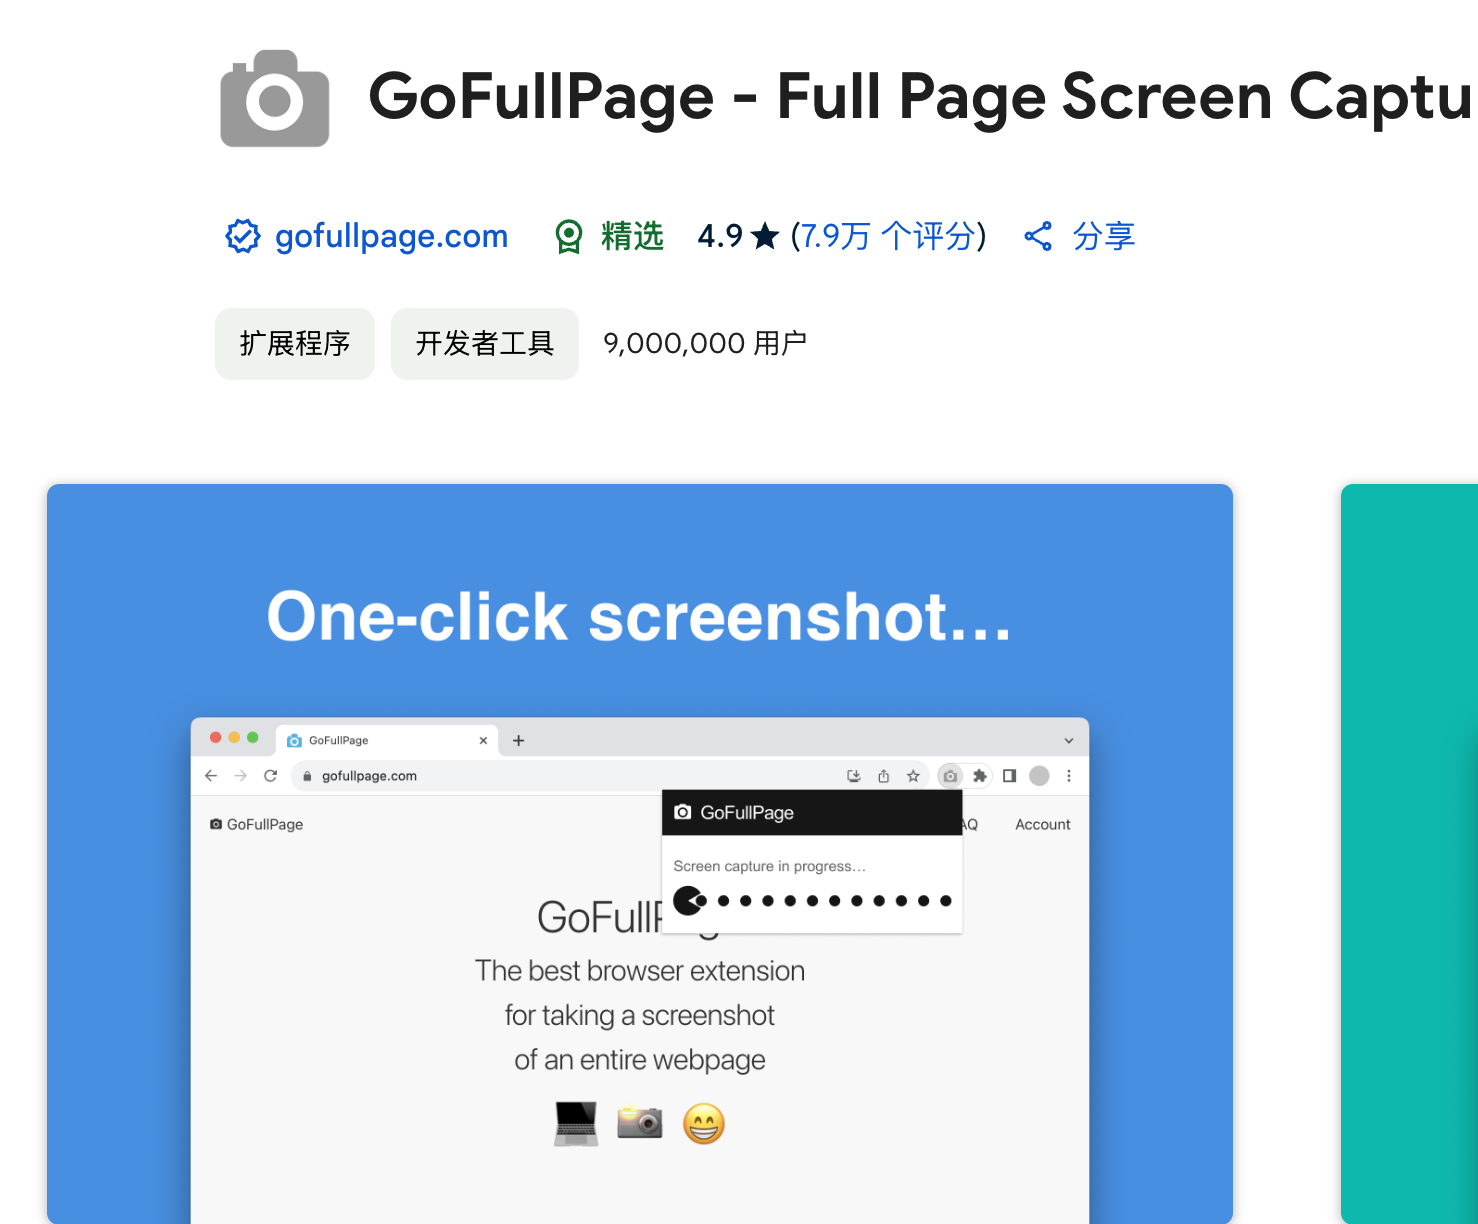 GoFullPage - Full Page Screen Captu
gofullpage.com 精选 4.9 ★ (7.9万 个评分) 分享
扩展程序 开发者工具 9,000,000 用户
One-click screenshot...
GoFullPage
gofullpage.com
GoFullPage AQ Account
GoFullPage
Screen capture in progress...
GoFullP
The best browser extension
for taking a screenshot
of an entire webpage